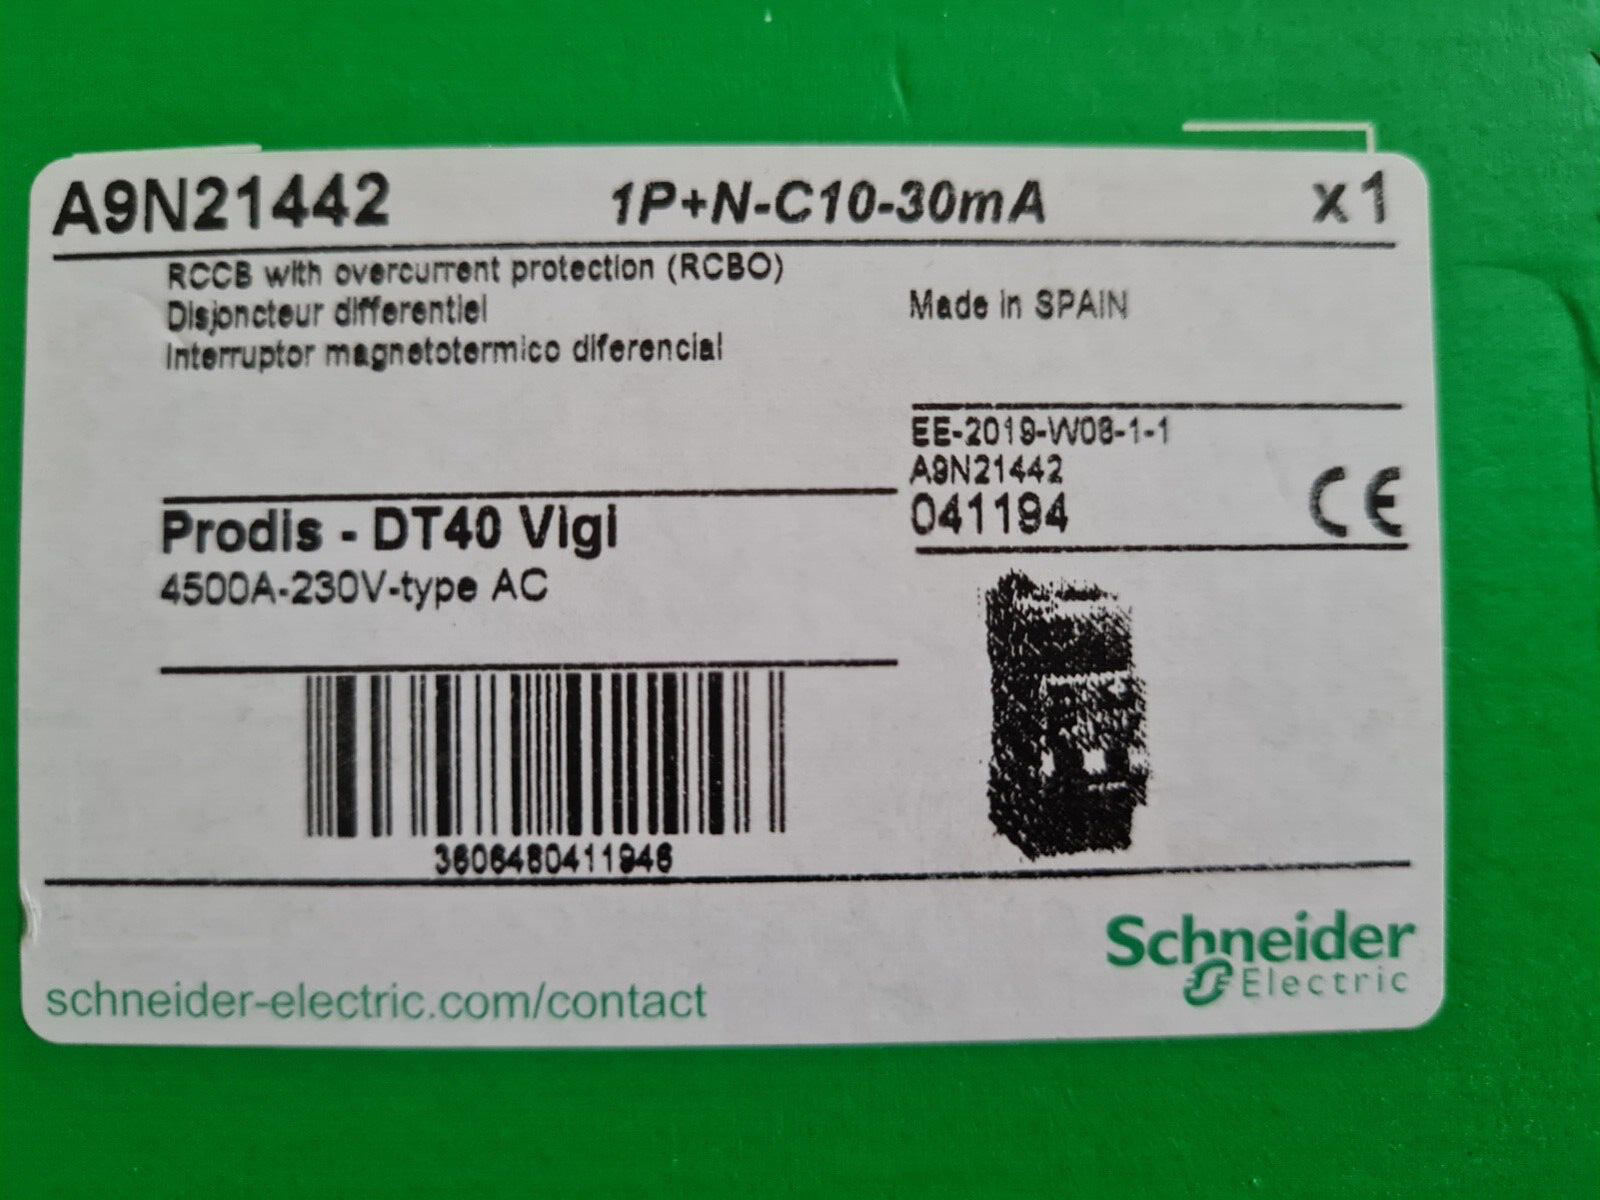 A9N21442 1P+N-C10-30mA x1
RCCB with overcurrent protection (RCBO)
Disjoncteur differentiel
Interruptor magnetotermico diferencial
Made in SPAIN
EE-2019-W08-1-1
A9N21442
041194
CE
Prodis - DT40 Vigi
4500A-230V-type AC
3606480411946
Schneider
Electric
schneider-electric.com/contact